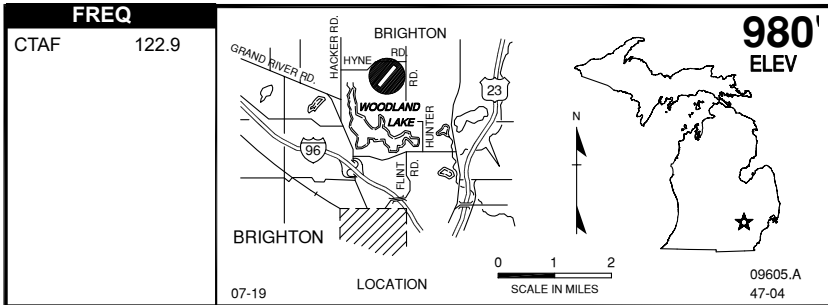 FREQ
CTAF 122.9
BRIGHTON
HACKER RD.
GRAND RIVER RD.
HYNE RD.
RD.
HUNTER
WOODLAND
LAKE
23
96
FLINT
RD.
BRIGHTON
07-19
LOCATION
N
0 1 2
SCALE IN MILES
980'
ELEV
09605.A
47-04